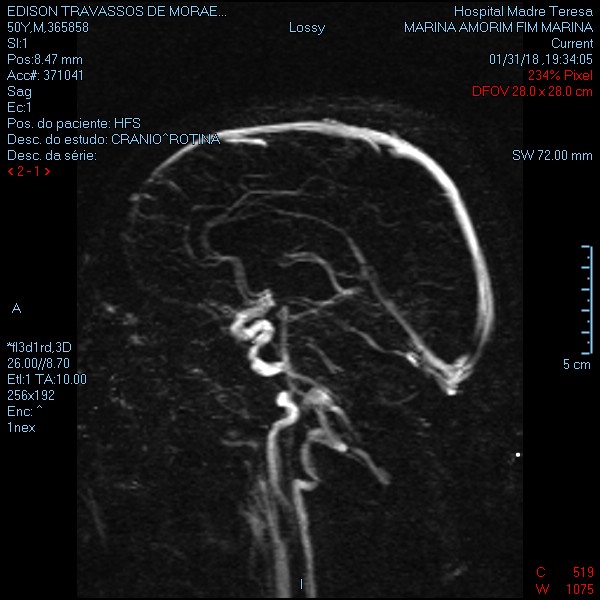 EDISON TRAVASSOS DE MORAE...
50Y,M,365858
Sl:1
Pos:8.47 mm
Acc#: 371041
Sag
Ec:1
Pos. do paciente: HFS
Desc. do estudo: CRANIO^ROTINA
Desc. da série:
< 2 - 1 >
Lossy
Hospital Madre Teresa
MARINA AMORIM FIM MARINA
Current
01/31/18 ,19:34:05
234% Pixel
DFOV 28.0 x 28.0 cm
SW 72.00 mm
A
*fl3d1rd,3D
26.00//8.70
Etl:1 TA:10.00
256x192
Enc: ^
1nex
5 cm
I
C 519
W 1075